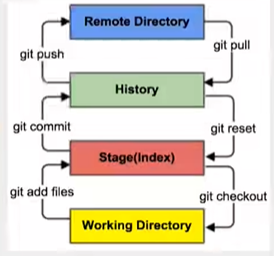 Remote Directory
git push
git pull
History
git commit
git reset
Stage(Index)
git add files
git checkout
Working Directory